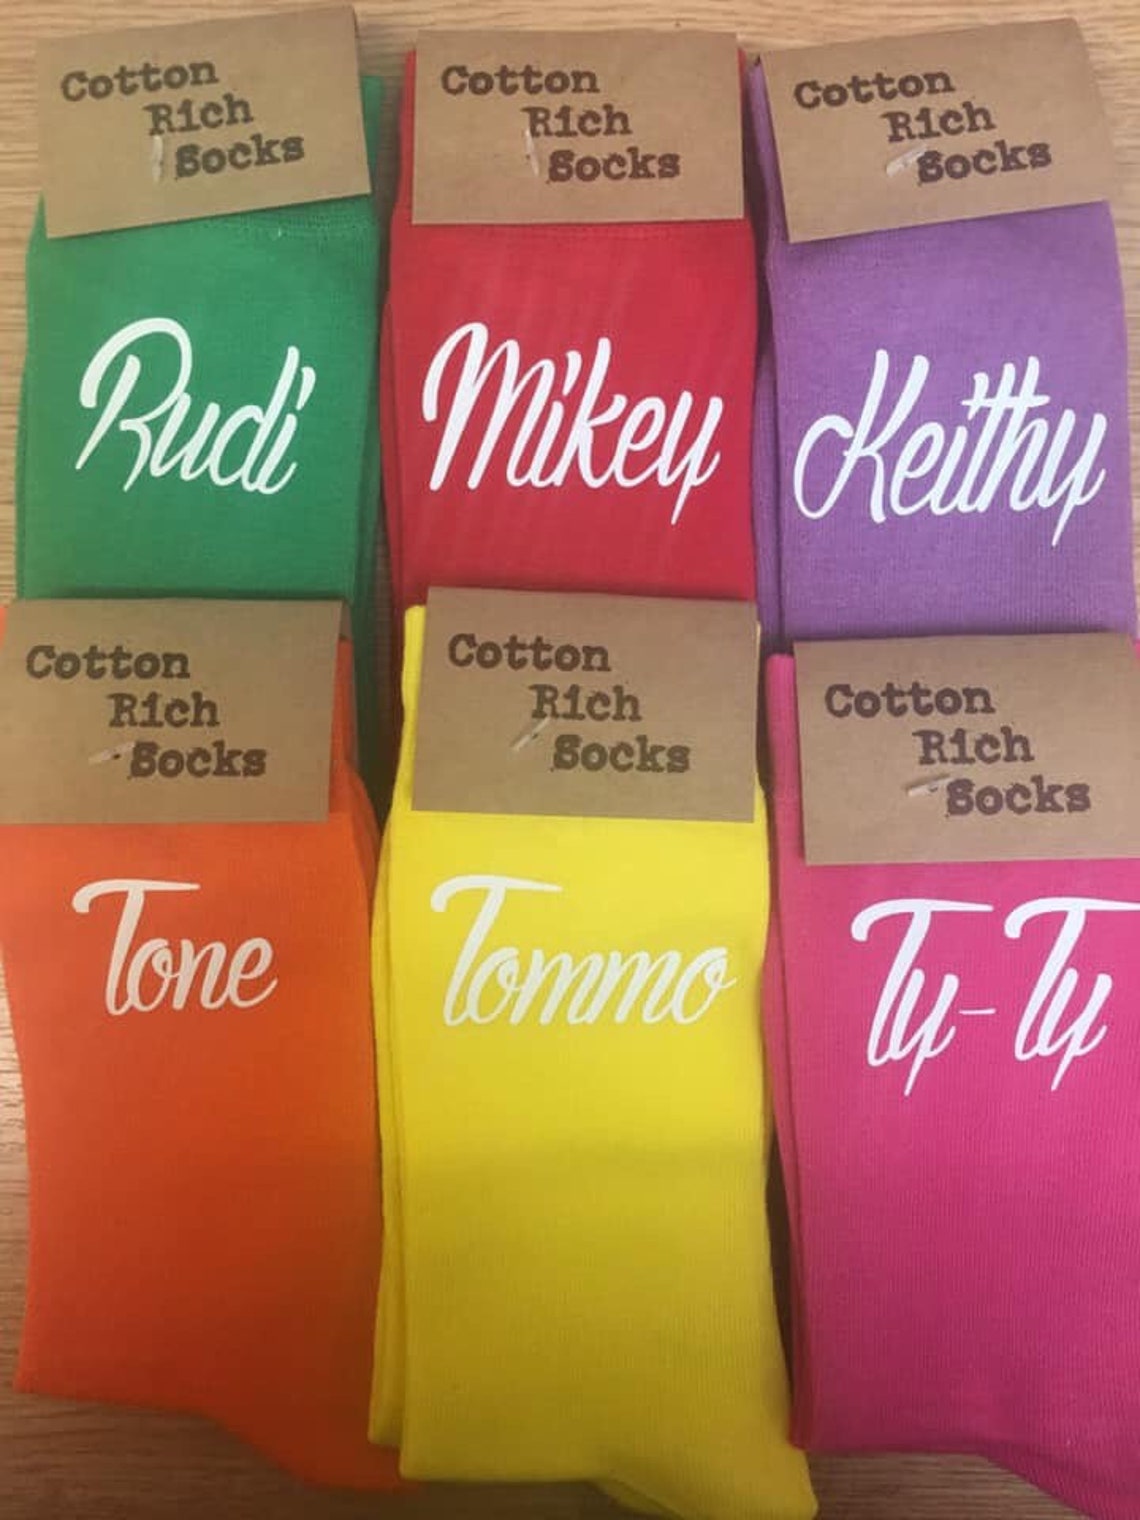 Cotton
Rich
Socks
Rudi
Cotton
Rich
Socks
Mikey
Cotton
Rich
Socks
Keithy
Cotton
Rich
Socks
Tone
Cotton
Rich
Socks
Tommo
Cotton
Rich
Socks
Ty-Ty